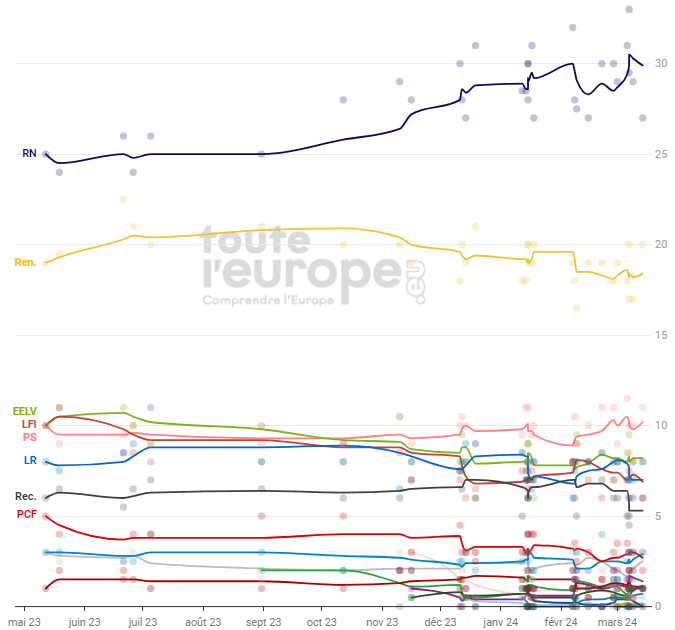 30
RN
25
20
toute
l'europe.eu
Comprendre l'Europe
Ren.
15
EELV
LFI
10
PS
LR
Rec.
PCF
5
0
mai 23 juin 23 juil 23 août 23 sept 23 oct 23 nov 23 déc 23 janv 24 févr 24 mars 24